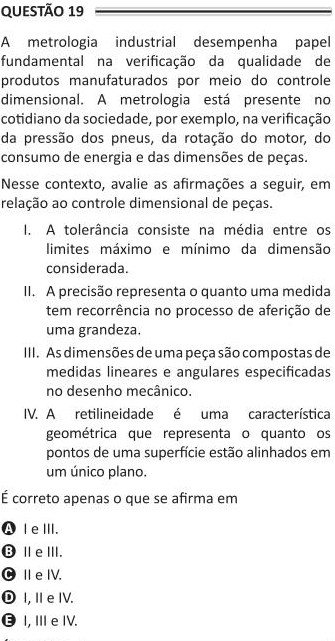 QUESTÃO 19
A metrologia industrial desempenha papel
fundamental na verificação da qualidade de
produtos manufaturados por meio do controle
dimensional. A metrologia está presente no
cotidiano da sociedade, por exemplo, na verificação
da pressão dos pneus, da rotação do motor, do
consumo de energia e das dimensões de peças.
Nesse contexto, avalie as afirmações a seguir, em
relação ao controle dimensional de peças.
I. A tolerância consiste na média entre os
limites máximo e mínimo da dimensão
considerada.
II. A precisão representa o quanto uma medida
tem recorrência no processo de aferição de
uma grandeza.
III. As dimensões de uma peça são compostas de
medidas lineares e angulares especificadas
no desenho mecânico.
IV. A retilineidade é uma característica
geométrica que representa o quanto os
pontos de uma superfície estão alinhados em
um único plano.
É correto apenas o que se afirma em
A I e III.
B II e III.
C II e IV.
D I, II e IV.
E I, III e IV.